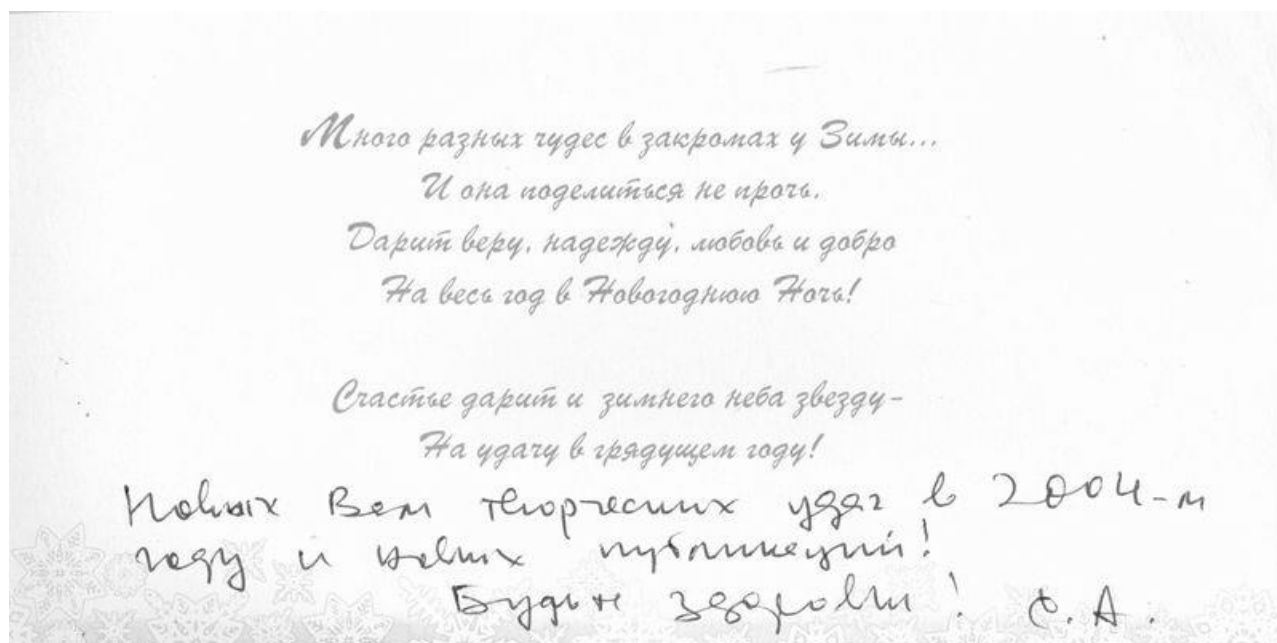 Много разных чудес в закромах у Зимы...
И она поделиться не прочь.
Дарит веру, надежду, любовь и добро
На весь год в Новогоднюю Ночь!
Счастье дарит и зимнего неба звезду-
На удачу в грядущем году!
Новых Вам творческих удач в 2004-м
году и новых публикаций!
Будьте здоровы! С. А.